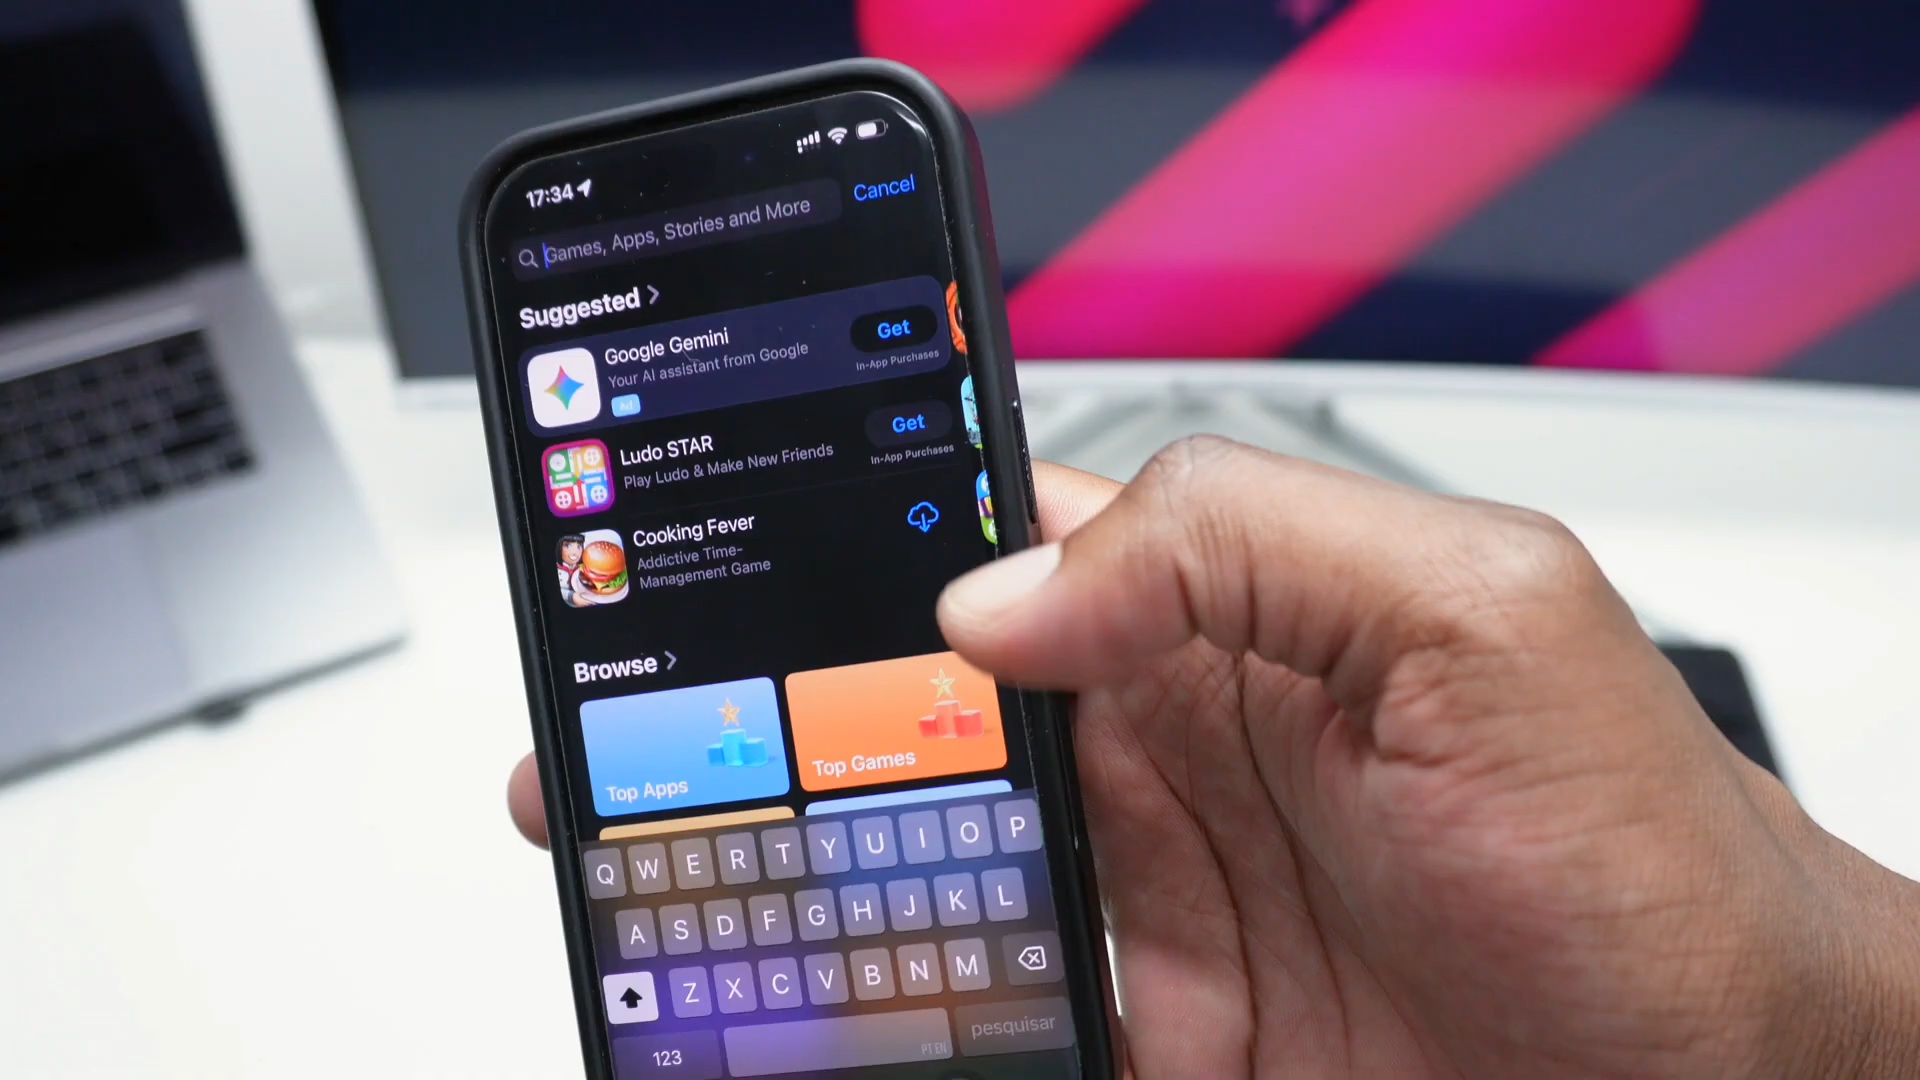 17:34
Games, Apps, Stories and More
Cancel
Suggested
Google Gemini
Your AI assistant from Google
Ad
Get
In-App Purchases
Ludo STAR
Play Ludo & Make New Friends
Get
In-App Purchases
Cooking Fever
Addictive Time-
Management Game
Browse
Top Apps
Top Games
Q W E R T Y U I O P
A S D F G H J K L
Z X C V B N M
123
PT EN
pesquisar